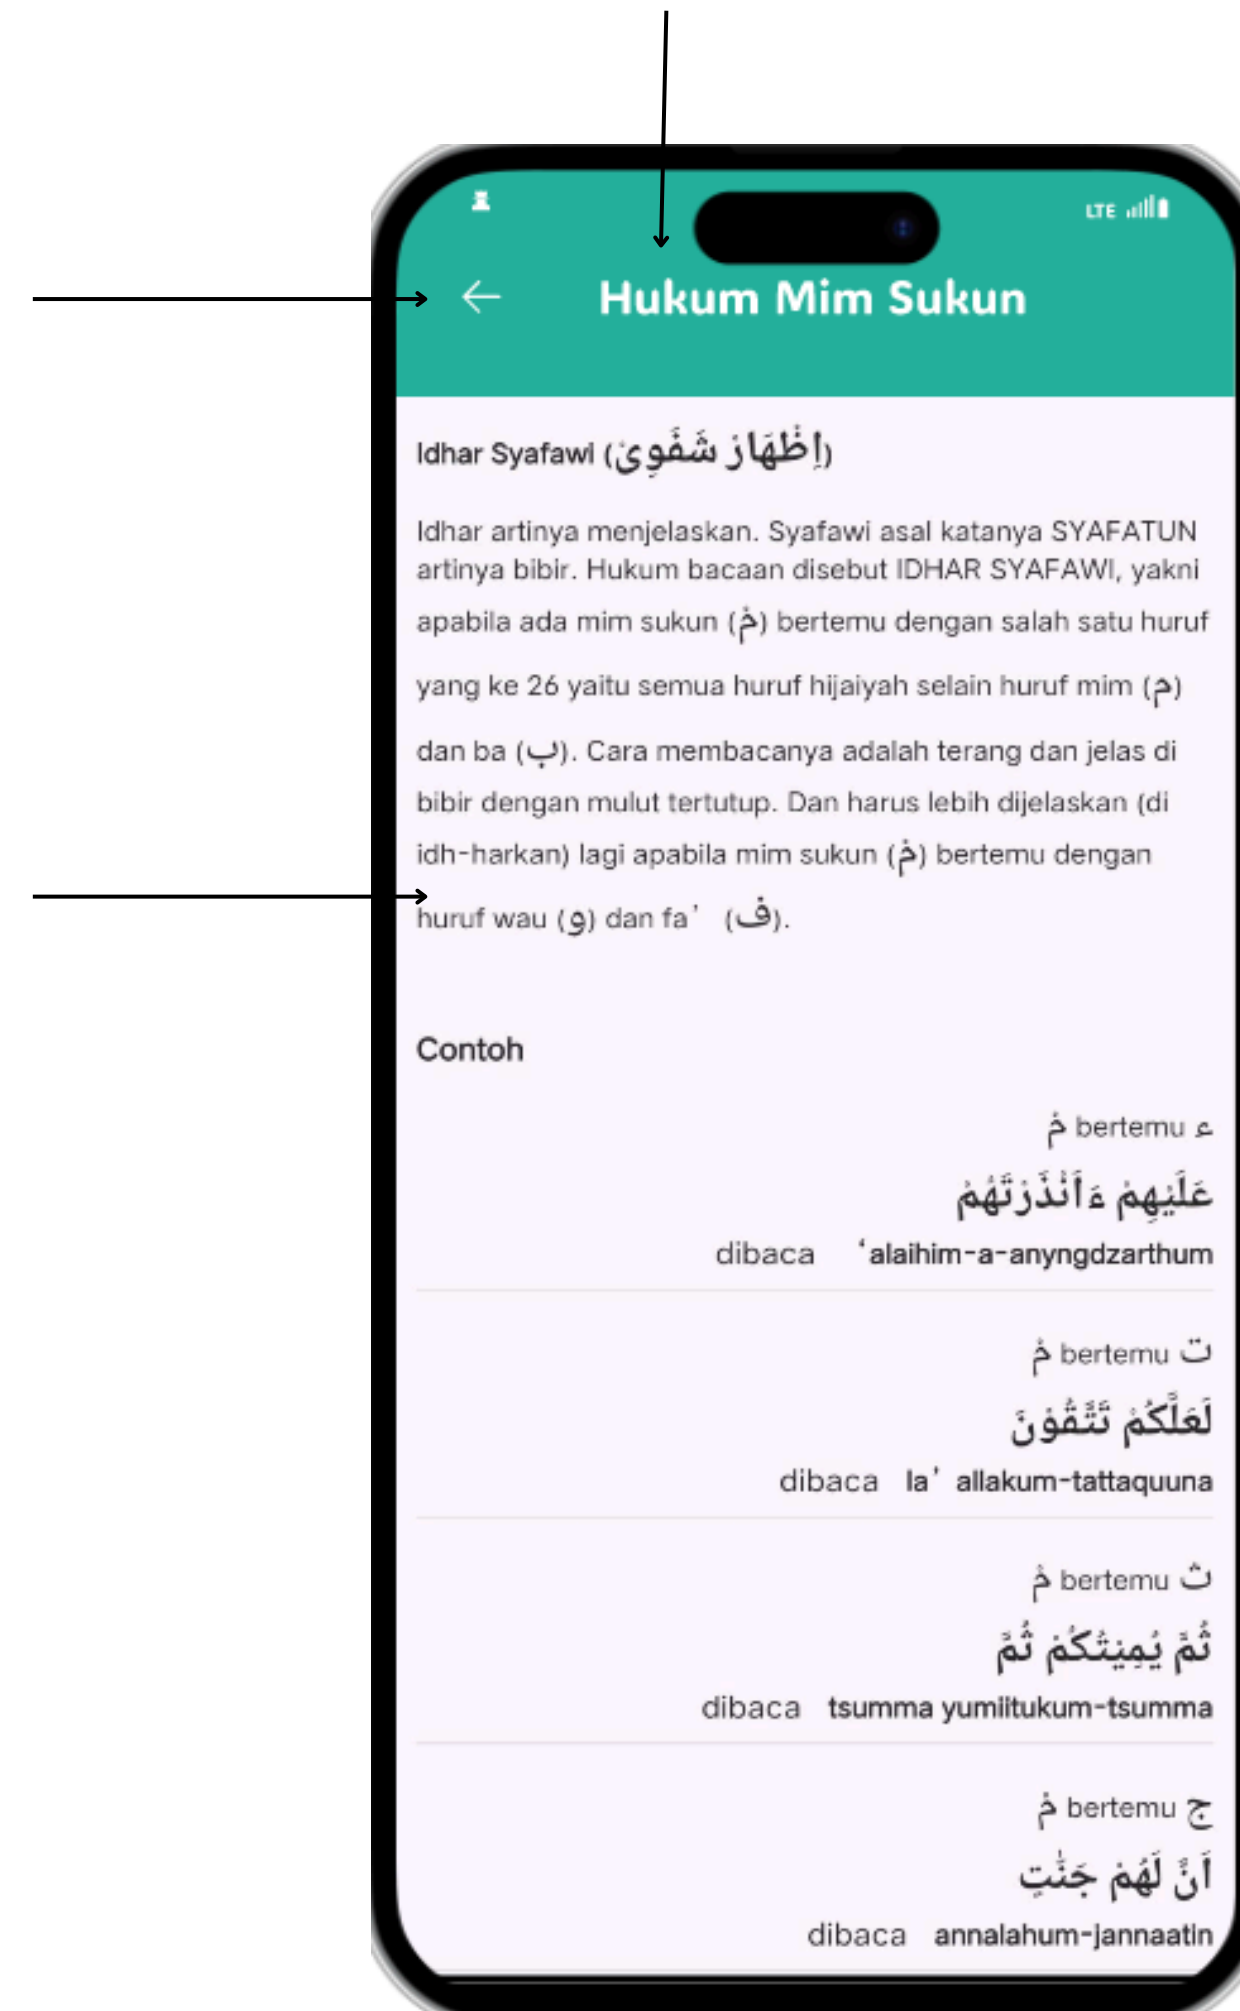 LTE
Hukum Mim Sukun
Idhar Syafawi (اِظْهَارْ شَفَوِىْ)
Idhar artinya menjelaskan. Syafawi asal katanya SYAFATUN
artinya bibir. Hukum bacaan disebut IDHAR SYAFAWI, yakni
apabila ada mim sukun (مْ) bertemu dengan salah satu huruf
yang ke 26 yaitu semua huruf hijaiyah selain huruf mim (م)
dan ba (ب). Cara membacanya adalah terang dan jelas di
bibir dengan mulut tertutup. Dan harus lebih dijelaskan (di
idh-harkan) lagi apabila mim sukun (مْ) bertemu dengan
huruf wau (و) dan fa’ (ف).
Contoh
مْ bertemu ء
عَلَيْهِمْ ءَاَنْذَرْتَهُمْ
dibaca ‘alaihim-a-anyngdzarthum
مْ bertemu ت
لَعَلَّكُمْ تَتَّقُوْنَ
dibaca la’ allakum-tattaquuna
مْ bertemu ث
ثُمَّ يُمِيْتُكُمْ ثُمَّ
dibaca tsumma yumiitukum-tsumma
مْ bertemu ج
اَنَّ لَهُمْ جَنّٰتٍ
dibaca annalahum-jannaatin